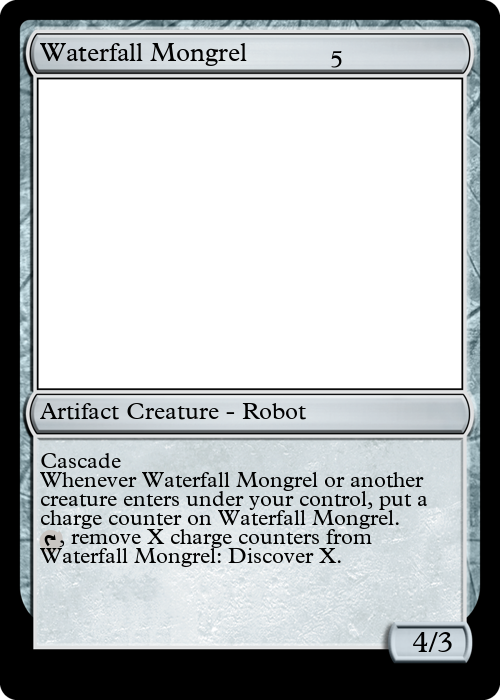 Waterfall Mongrel 5
Artifact Creature - Robot
Cascade
Whenever Waterfall Mongrel or another
creature enters under your control, put a
charge counter on Waterfall Mongrel.
, remove X charge counters from
Waterfall Mongrel: Discover X.
4/3